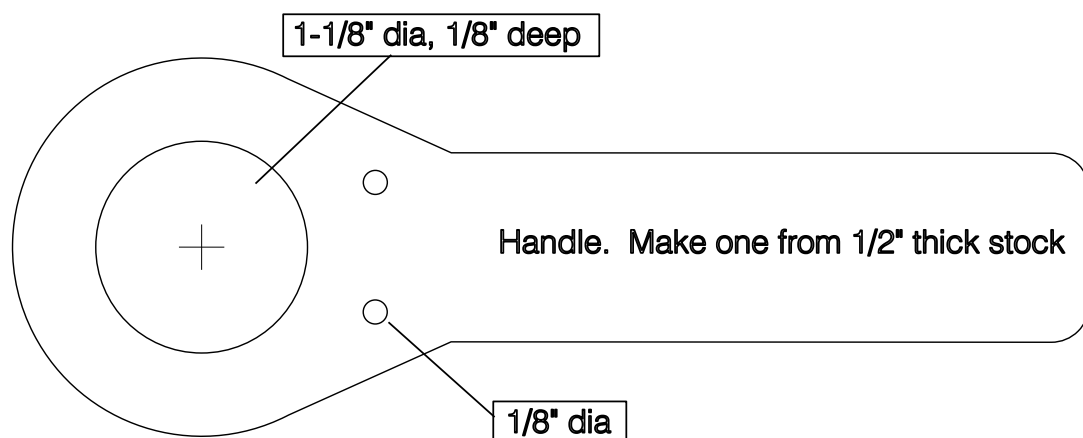 1-1/8" dia, 1/8" deep
Handle.  Make one from 1/2" thick stock
1/8" dia